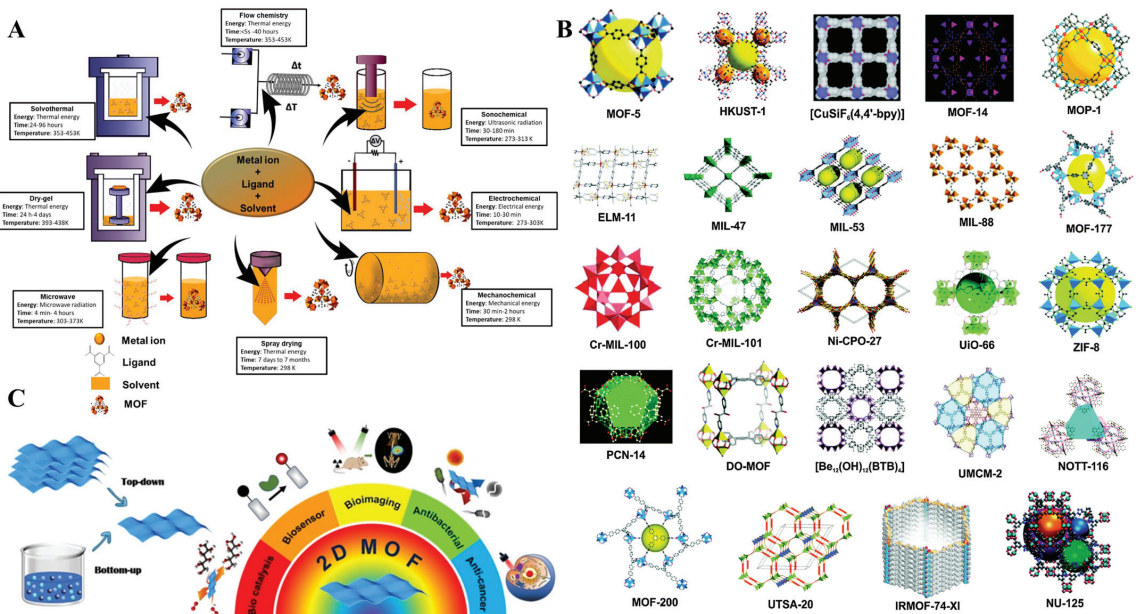 A
Flow chemistry
Energy: Thermal energy
Time:<5s -40 hours
Temperature: 353-453K
Δt
ΔT
Solvothermal
Energy: Thermal energy
Time:24-96 hours
Temperature: 353-453K
Sonochemical
Energy: Ultrasonic radiation
Time: 30-180 min
Temperature: 273-313 K
Metal ion
+
Ligand
+
Solvent
ΔV
-
+
Dry-gel
Energy: Thermal energy
Time: 24 h-4 days
Temperature: 393-438K
Electrochemical
Energy: Electrical energy
Time: 10-30 min
Temperature: 273-303K
Microwave
Energy: Microwave radiation
Time: 4 min- 4 hours
Temperature: 303-373K
Mechanochemical
Energy: Mechanical energy
Time: 30 min-2 hours
Temperature: 298 K
Spray drying
Energy: Thermal energy
Time: 7 days to 7 months
Temperature: 298 K
Metal ion
Ligand
Solvent
MOF
B
MOF-5
HKUST-1
[CuSiF₆(4,4'-bpy)]
MOF-14
MOP-1
ELM-11
MIL-47
MIL-53
MIL-88
MOF-177
Cr-MIL-100
Cr-MIL-101
Ni-CPO-27
UiO-66
ZIF-8
PCN-14
DO-MOF
[Be₁₂(OH)₁₂(BTB)₄]
UMCM-2
NOTT-116
MOF-200
UTSA-20
IRMOF-74-XI
NU-125
C
Top-down
Bottom-up
Bio catalysis
Biosensor
Bioimaging
Antibacterial
Anti-cancer
2D MOF